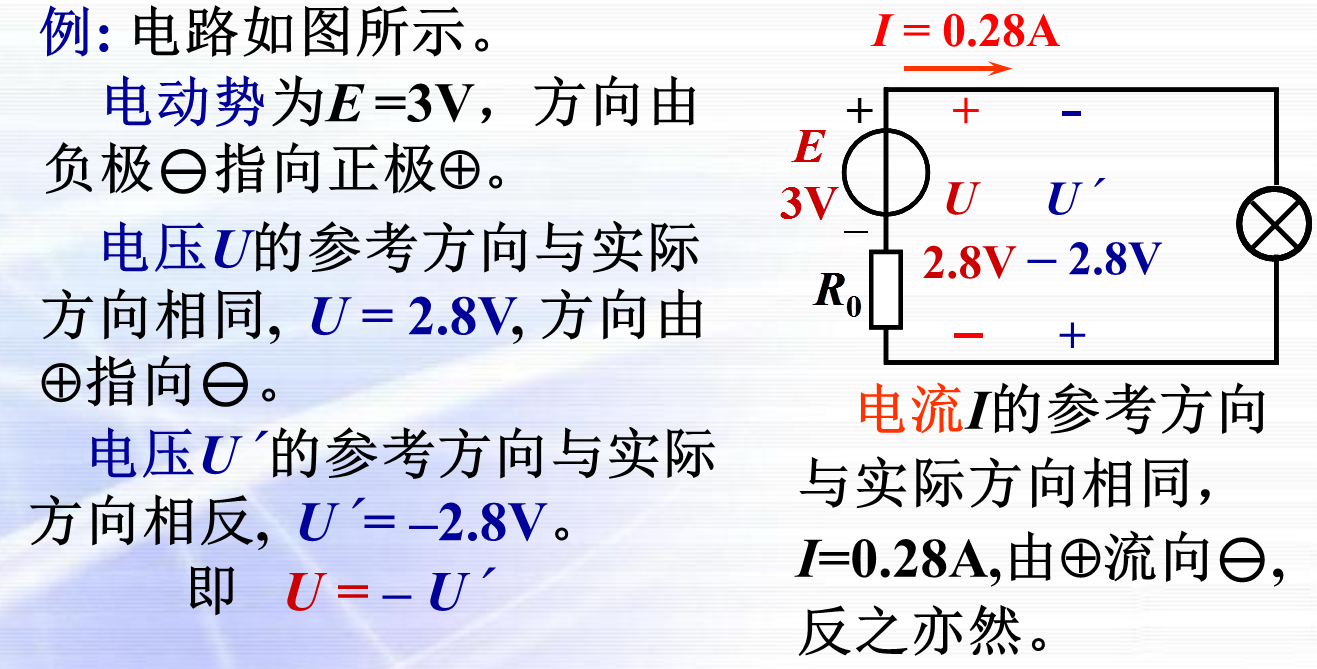 例: 电路如图所示。
电动势为E =3V，方向由
负极⊖指向正极⊕。
电压U的参考方向与实际
方向相同, U = 2.8V, 方向由
⊕指向⊖。
电压U´的参考方向与实际
方向相反, U´= –2.8V。
即 U = – U´
I = 0.28A
+ + –
E
3V
U U´
–
2.8V – 2.8V
R0
– +
电流I的参考方向
与实际方向相同，
I=0.28A,由⊕流向⊖,
反之亦然。